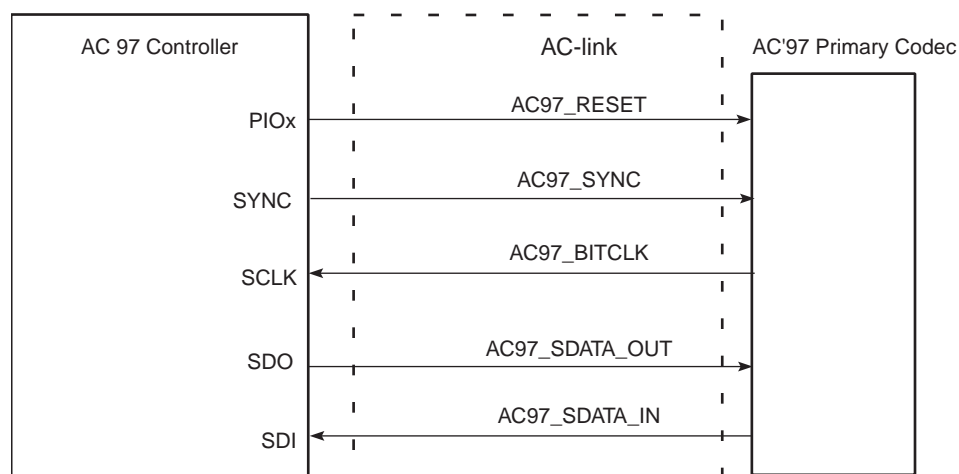 AC 97 Controller
AC-link
AC'97 Primary Codec
PIOx
AC97_RESET
SYNC
AC97_SYNC
SCLK
AC97_BITCLK
SDO
AC97_SDATA_OUT
SDI
AC97_SDATA_IN